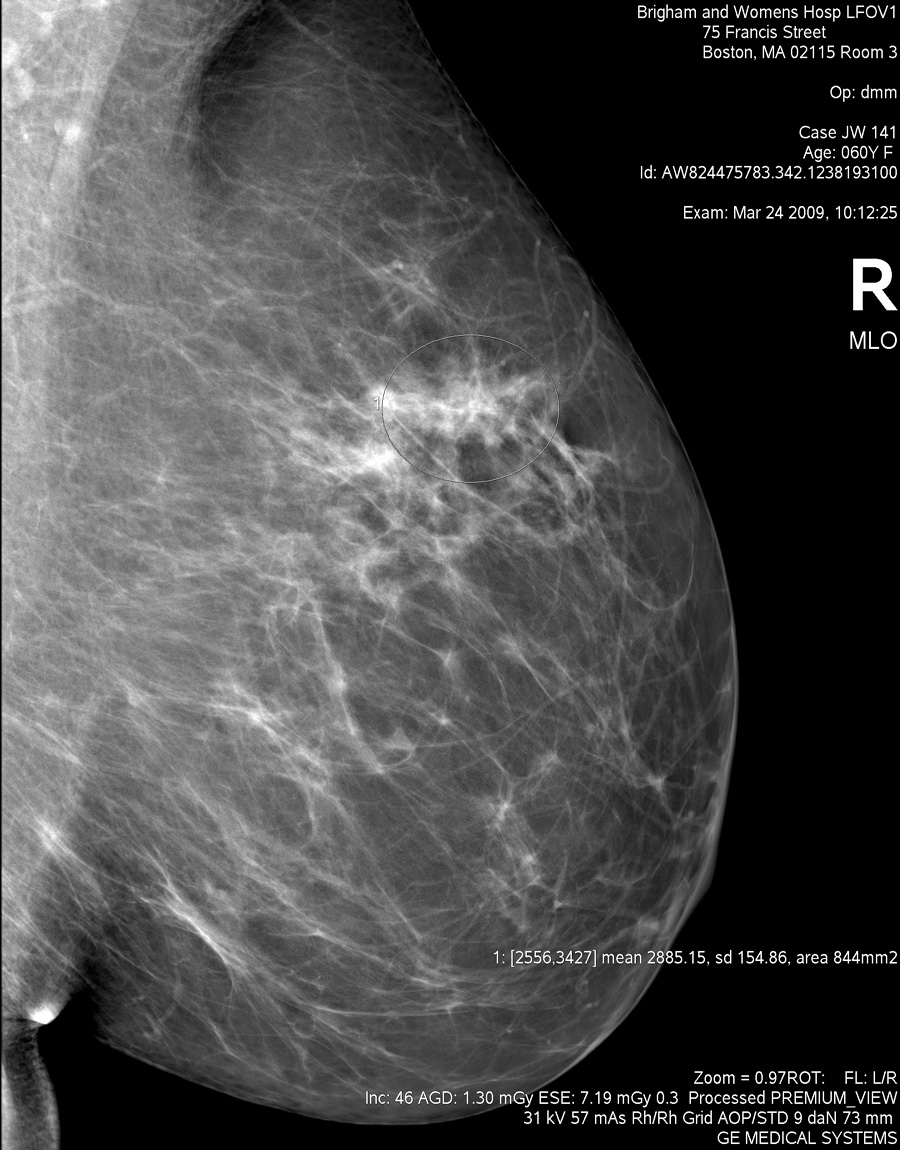 Brigham and Womens Hosp LFOV1
75 Francis Street
Boston, MA 02115 Room 3
Op: dmm
Case JW 141
Age: 060Y F
Id: AW824475783.342.1238193100
Exam: Mar 24 2009, 10:12:25
R
MLO
1
1: [2556,3427] mean 2885.15, sd 154.86, area 844mm2
Zoom = 0.97ROT: FL: L/R
Inc: 46 AGD: 1.30 mGy ESE: 7.19 mGy 0.3 Processed PREMIUM_VIEW
31 kV 57 mAs Rh/Rh Grid AOP/STD 9 daN 73 mm
GE MEDICAL SYSTEMS